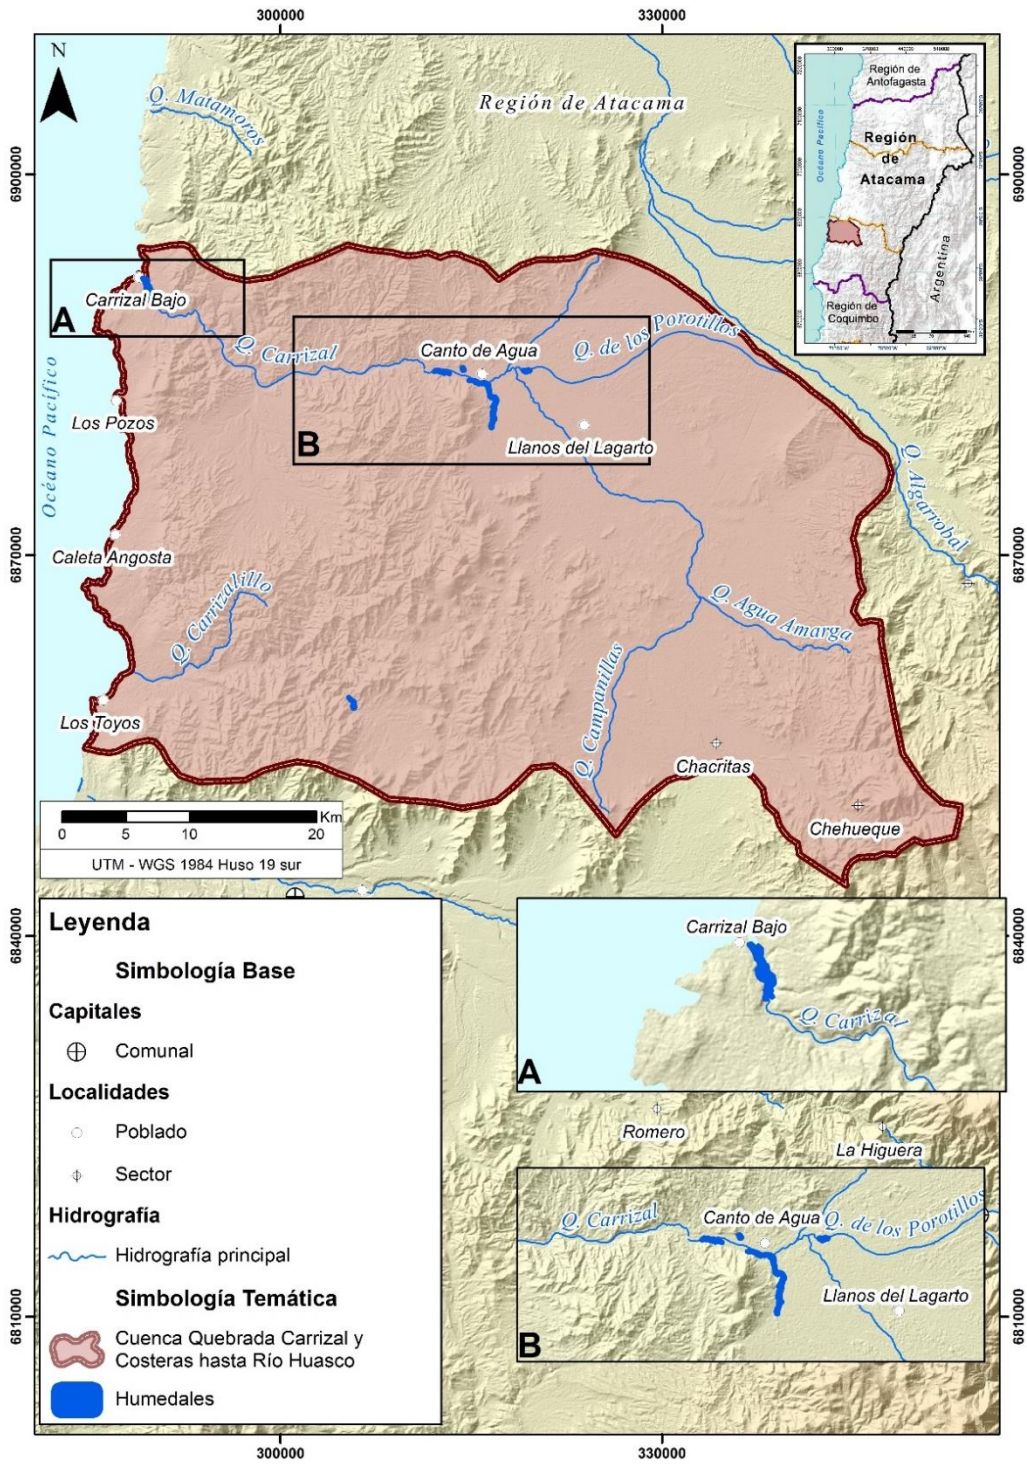 300000
330000
N
Q. Matamoros
Región de Atacama
Región de
Antofagasta
Región
de
Atacama
Océano Pacífico
Argentina
Región de
Coquimbo
6900000
6900000
Carrizal Bajo
A
Q. Carrizal
Canto de Agua
Q. de los Porotillos
B
Llanos del Lagarto
Los Pozos
Océano Pacífico
Q. Algarrobal
6870000
6870000
Caleta Angosta
Q. Carrizalillo
Q. Agua Amarga
Q. Campanillas
Los Toyos
Chacritas
Chehueque
Km
0 5 10 20
UTM - WGS 1984 Huso 19 sur
6840000
6840000
Leyenda
Simbología Base
Capitales
Comunal
Localidades
Poblado
Sector
Hidrografía
Hidrografía principal
Simbología Temática
Cuenca Quebrada Carrizal y
Costeras hasta Río Huasco
Humedales
Carrizal Bajo
Q. Carrizal
A
Romero
La Higuera
Q. Carrizal
Canto de Agua
Q. de los Porotillos
Llanos del Lagarto
B
6810000
6810000
300000
330000